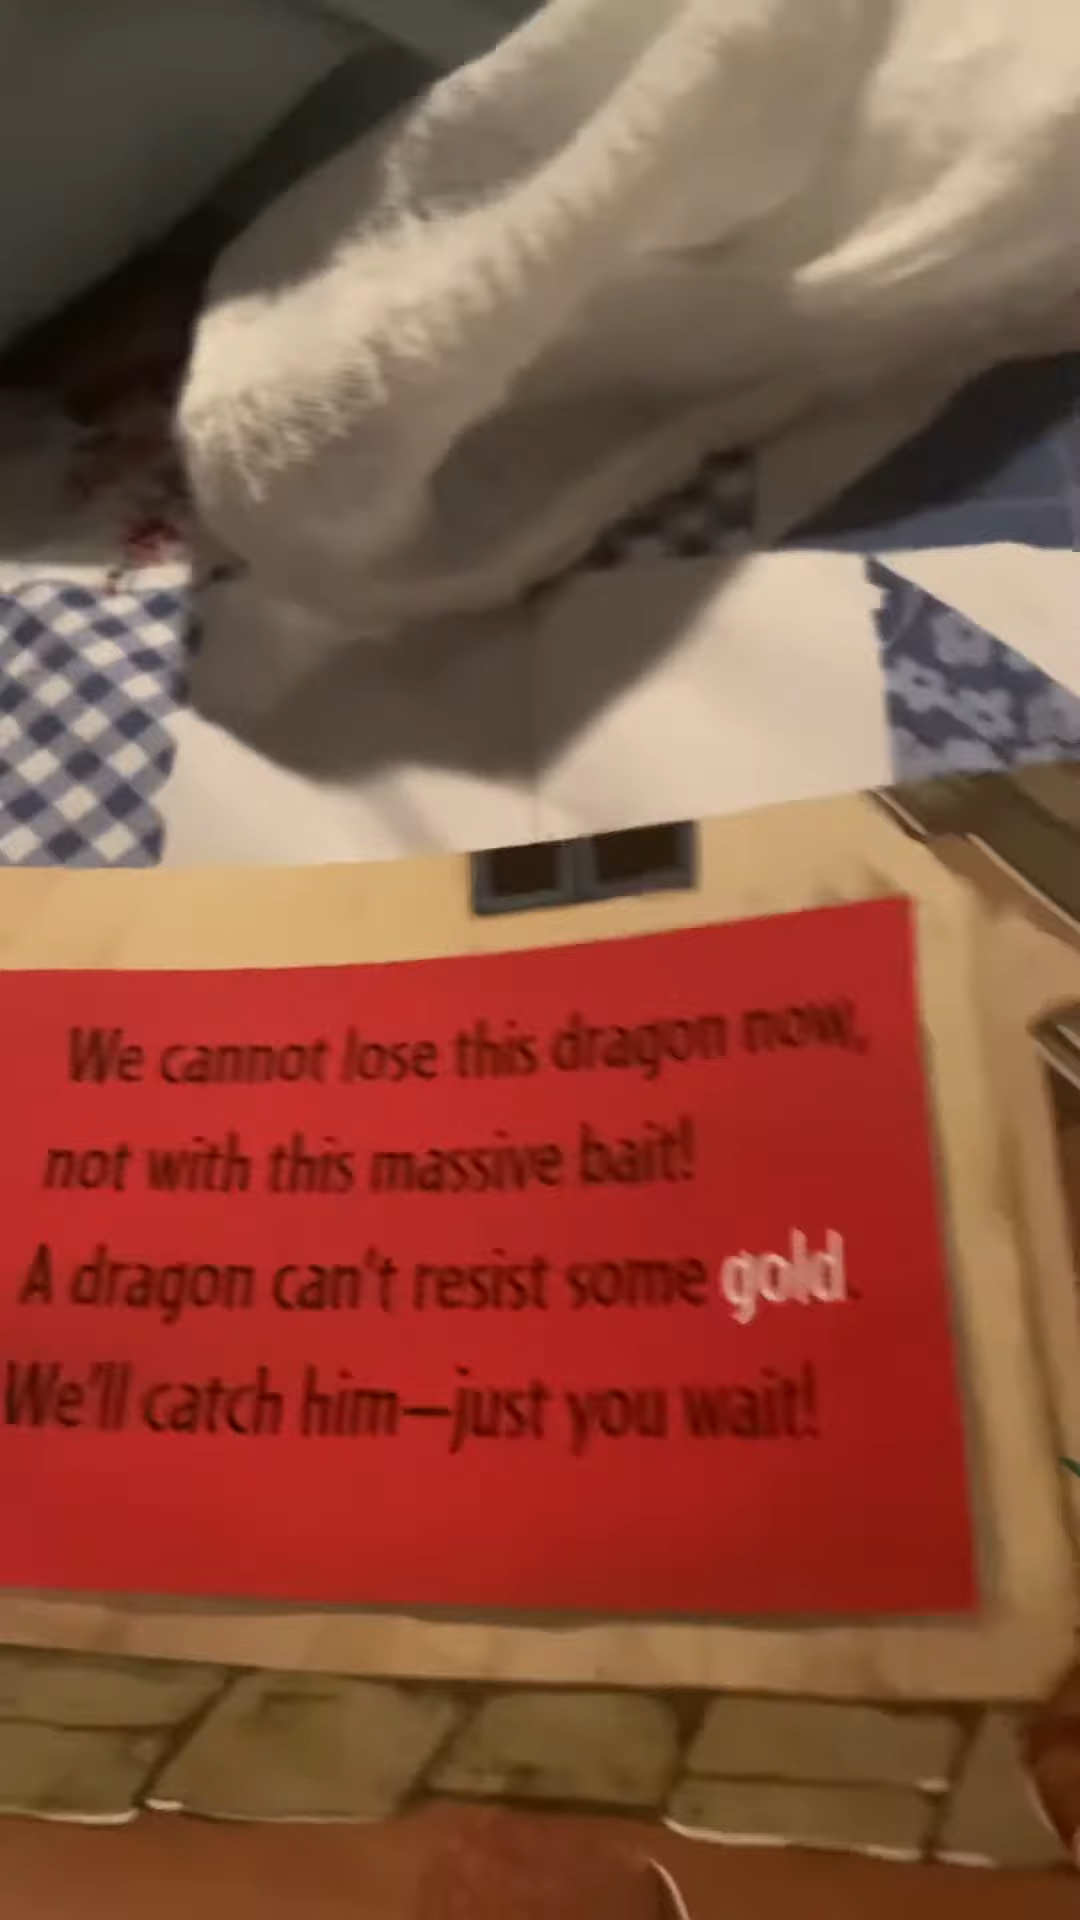 We cannot lose this dragon now,
not with this massive bait!
A dragon can't resist some gold.
We'll catch him—just you wait!